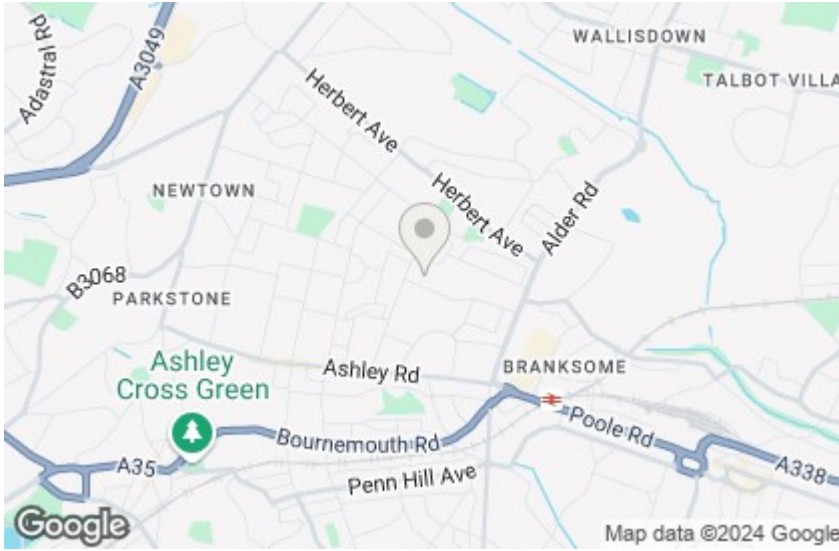 WALLISDOWN
TALBOT VILLA
Adastral Rd
A3049
Herbert Ave
Herbert Ave
NEWTOWN
Alder Rd
B3068
PARKSTONE
Ashley
Cross Green
Ashley Rd
BRANKSOME
Bournemouth Rd
Poole Rd
A35
Penn Hill Ave
A338
Google
Map data ©2024 Google